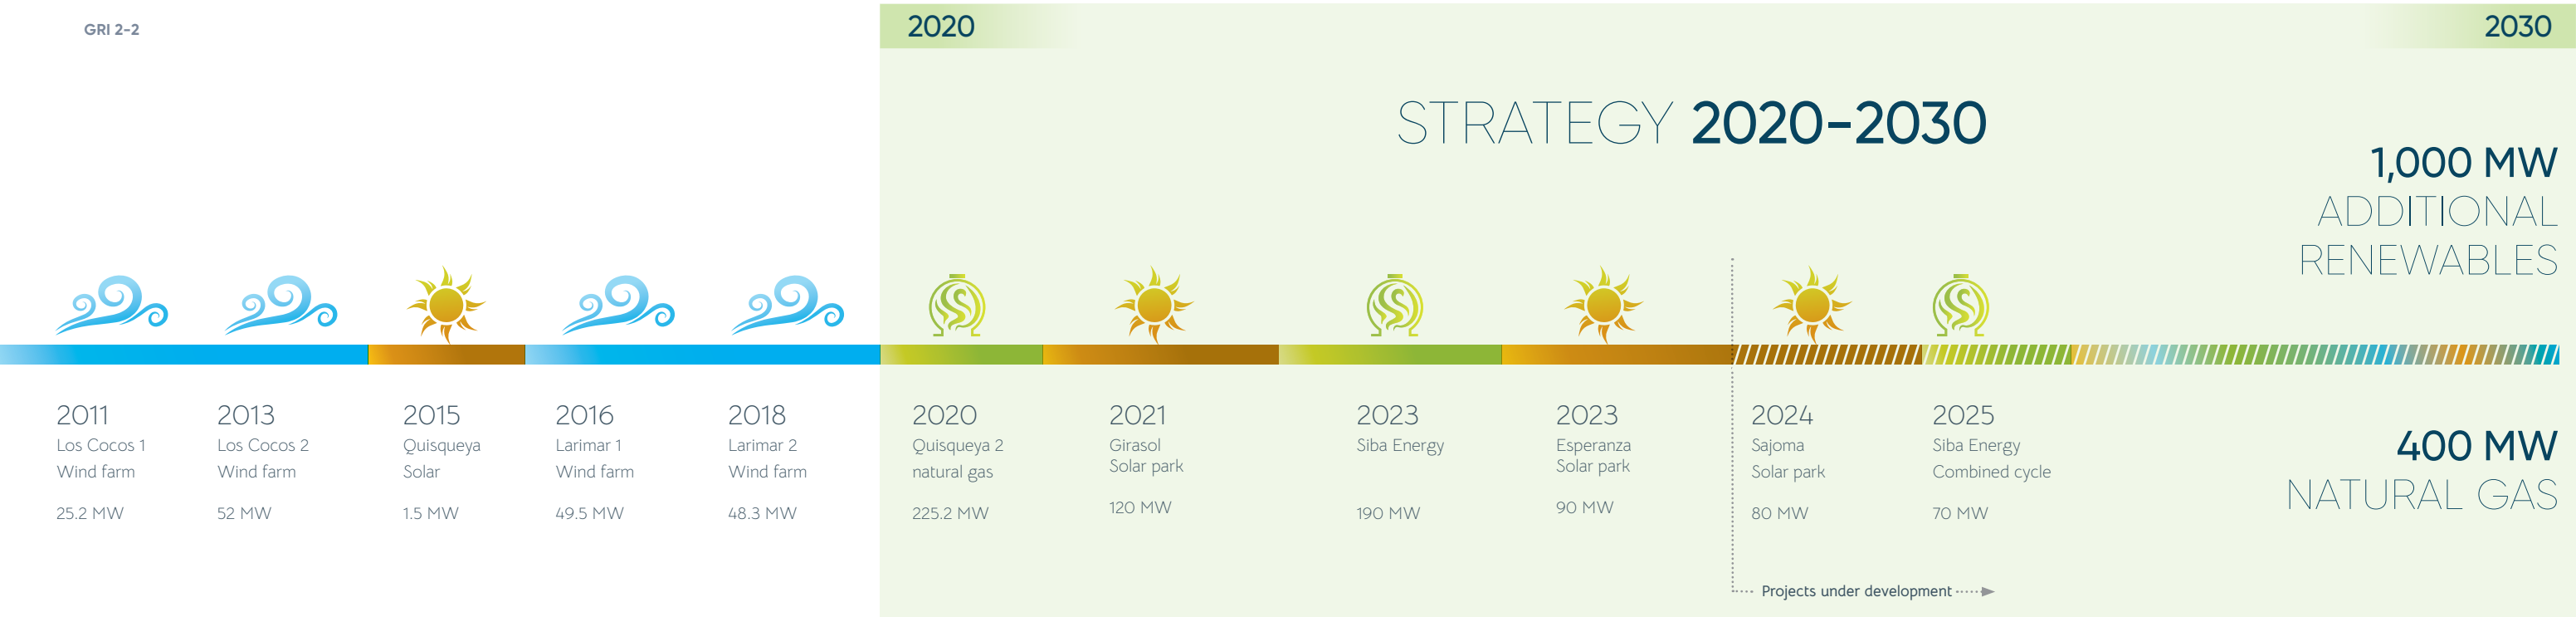 GRI 2-2
2020
2030
STRATEGY 2020-2030
1,000 MW
ADDITIONAL
RENEWABLES
2011
Los Cocos 1
Wind farm
25.2 MW
2013
Los Cocos 2
Wind farm
52 MW
2015
Quisqueya
Solar
1.5 MW
2016
Larimar 1
Wind farm
49.5 MW
2018
Larimar 2
Wind farm
48.3 MW
2020
Quisqueya 2
natural gas
225.2 MW
2021
Girasol
Solar park
120 MW
2023
Siba Energy
190 MW
2023
Esperanza
Solar park
90 MW
2024
Sajoma
Solar park
80 MW
2025
Siba Energy
Combined cycle
70 MW
400 MW
NATURAL GAS
Projects under development